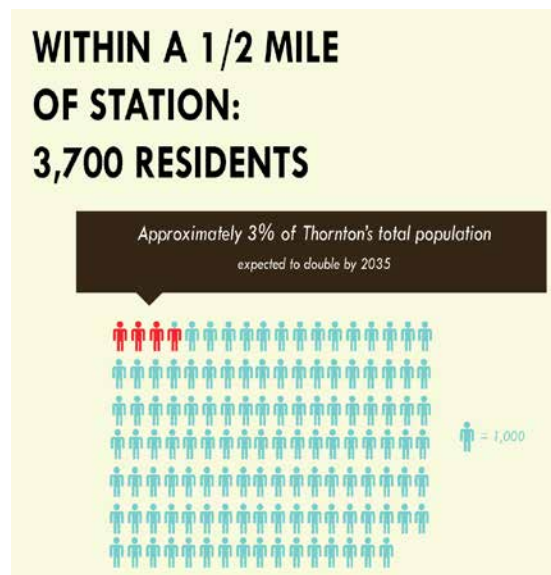 WITHIN A 1/2 MILE
OF STATION:
3,700 RESIDENTS
Approximately 3% of Thornton's total population
expected to double by 2035
= 1,000